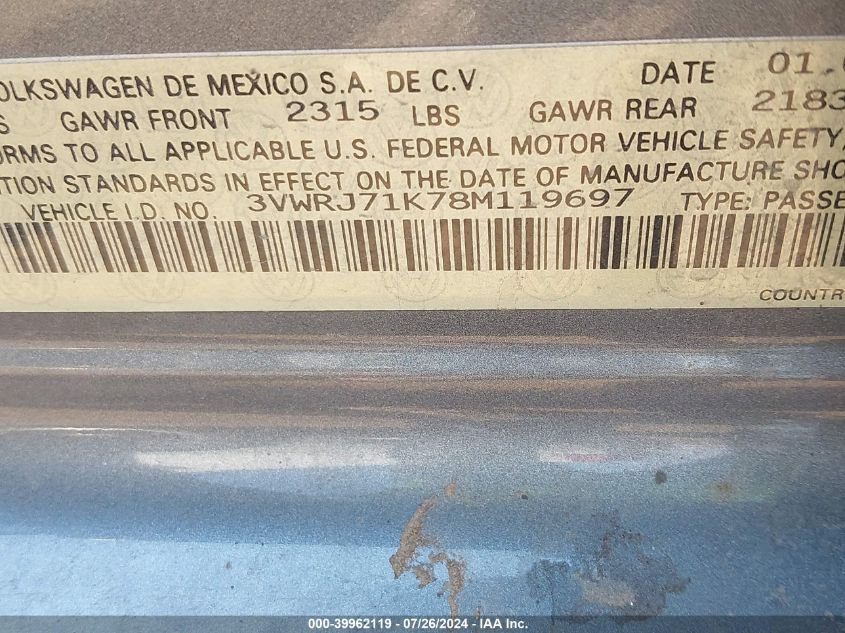 OLKSWAGEN DE MEXICO S.A. DE C.V. DATE 01.
S GAWR FRONT 2315 LBS GAWR REAR 2183
ORMS TO ALL APPLICABLE U.S. FEDERAL MOTOR VEHICLE SAFETY,
TION STANDARDS IN EFFECT ON THE DATE OF MANUFACTURE SHO
VEHICLE I.D. NO. 3VWRJ71K78M119697 TYPE: PASSE
COUNTR
000-39962119 / 07/26/2024 - IAA Inc.